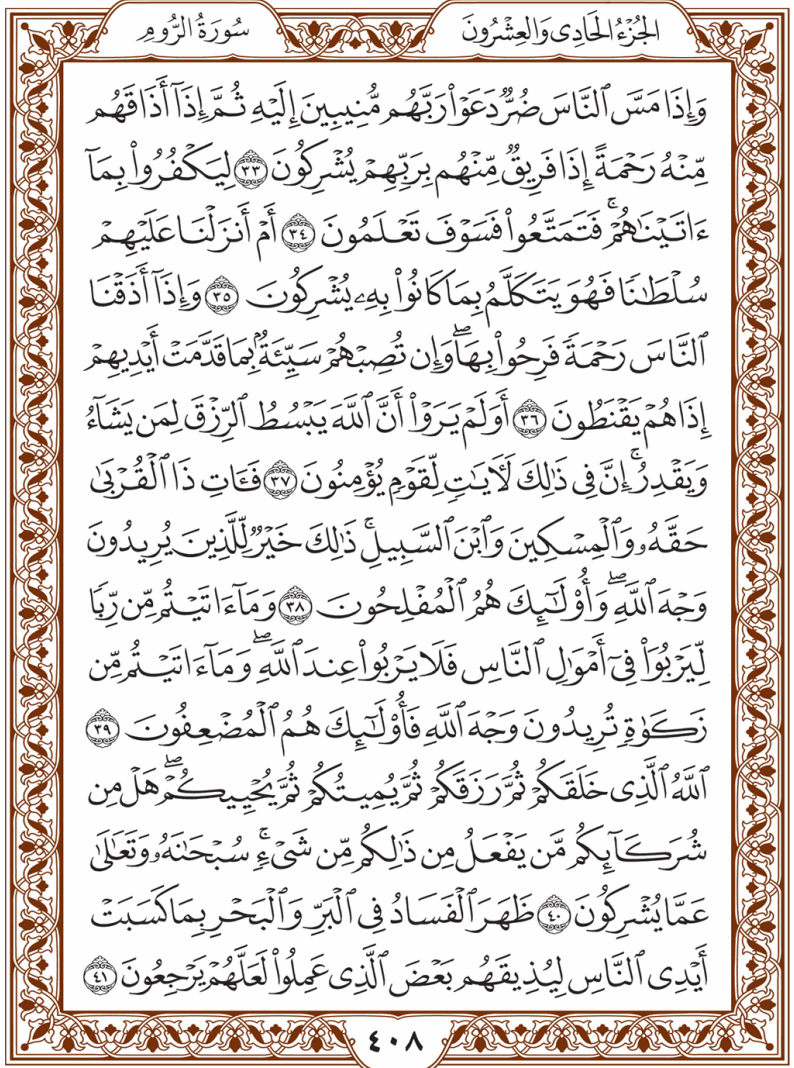 الجُزْءُ الحَادِى وَالعِشْرُونَ
سُورَةُ الرُّومِ
وَإِذَا مَسَّ ٱلنَّاسَ ضُرٌّ دَعَوْا۟ رَبَّهُم مُّنِيبِينَ إِلَيْهِ ثُمَّ إِذَآ أَذَاقَهُم
مِّنْهُ رَحْمَةً إِذَا فَرِيقٌ مِّنْهُم بِرَبِّهِمْ يُشْرِكُونَ ٣٣ لِيَكْفُرُوا۟ بِمَآ
ءَاتَيْنَٰهُمْ ۚ فَتَمَتَّعُوا۟ فَسَوْفَ تَعْلَمُونَ ٣٤ أَمْ أَنزَلْنَا عَلَيْهِمْ
سُلْطَٰنًا فَهُوَ يَتَكَلَّمُ بِمَا كَانُوا۟ بِهِۦ يُشْرِكُونَ ٣٥ وَإِذَآ أَذَقْنَا
ٱلنَّاسَ رَحْمَةً فَرِحُوا۟ بِهَا ۖ وَإِن تُصِبْهُمْ سَيِّئَةٌۢ بِمَا قَدَّمَتْ أَيْدِيهِمْ
إِذَا هُمْ يَقْنَطُونَ ٣٦ أَوَلَمْ يَرَوْا۟ أَنَّ ٱللَّهَ يَبْسُطُ ٱلرِّزْقَ لِمَن يَشَآءُ
وَيَقْدِرُ ۚ إِنَّ فِى ذَٰلِكَ لَءَايَٰتٍ لِّقَوْمٍ يُؤْمِنُونَ ٣٧ فَـَٔاتِ ذَا ٱلْقُرْبَىٰ
حَقَّهُۥ وَٱلْمِسْكِينَ وَٱبْنَ ٱلسَّبِيلِ ۚ ذَٰلِكَ خَيْرٌ لِّلَّذِينَ يُرِيدُونَ
وَجْهَ ٱللَّهِ ۖ وَأُو۟لَٰٓئِكَ هُمُ ٱلْمُفْلِحُونَ ٣٨ وَمَآ ءَاتَيْتُم مِّن رِّبًا
لِّيَرْبُوَا۟ فِىٓ أَمْوَٰلِ ٱلنَّاسِ فَلَا يَرْبُوا۟ عِندَ ٱللَّهِ ۖ وَمَآ ءَاتَيْتُم مِّن
زَكَوٰةٍ تُرِيدُونَ وَجْهَ ٱللَّهِ فَأُو۟لَٰٓئِكَ هُمُ ٱلْمُضْعِفُونَ ٣٩
ٱللَّهُ ٱلَّذِى خَلَقَكُمْ ثُمَّ رَزَقَكُمْ ثُمَّ يُمِيتُكُمْ ثُمَّ يُحْيِيكُمْ ۖ هَلْ مِن
شُرَكَآئِكُم مَّن يَفْعَلُ مِن ذَٰلِكُم مِّن شَىْءٍ ۚ سُبْحَٰنَهُۥ وَتَعَٰلَىٰ
عَمَّا يُشْرِكُونَ ٤٠ ظَهَرَ ٱلْفَسَادُ فِى ٱلْبَرِّ وَٱلْبَحْرِ بِمَا كَسَبَتْ
أَيْدِى ٱلنَّاسِ لِيُذِيقَهُم بَعْضَ ٱلَّذِى عَمِلُوا۟ لَعَلَّهُمْ يَرْجِعُونَ ٤١
٤٠٨